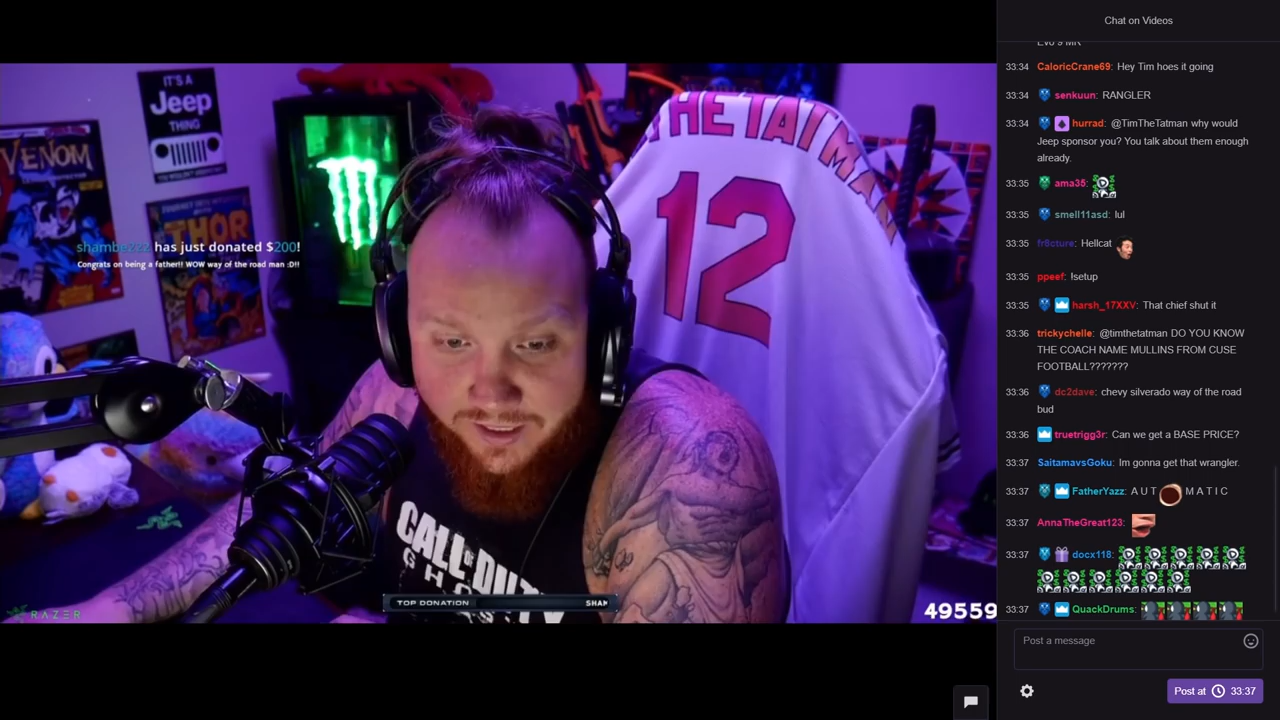 Chat on Videos
Evo 9 MR
33:34 CaloricCrane69: Hey Tim hoes it going
33:34 senkuun: RANGLER
33:34 hurrad: @TimTheTatman why would
Jeep sponsor you? You talk about them enough
already.
33:35 ama35:
33:35 smell11asd: lul
33:35 fr8cture: Hellcat
33:35 ppeef: !setup
33:35 harsh_17XXV: That chief shut it
33:36 trickychelle: @timthetatman DO YOU KNOW
THE COACH NAME MULLINS FROM CUSE
FOOTBALL???????
33:36 dc2dave: chevy silverado way of the road
bud
33:36 truetrigg3r: Can we get a BASE PRICE?
33:37 SaitamavsGoku: Im gonna get that wrangler.
33:37 FatherYazz: A U T M A T I C
33:37 AnnaTheGreat123:
33:37 docx118:
33:37 QuackDrums:
Post a message
Post at 33:37
IT'S A
Jeep
THING
VENOM
THOR
HETATMAN
12
has just donated $200!
Congrats on being a father!! WOW way of the road man :D!!
CALL OF DUTY
TOP DONATION
RAZER
49559